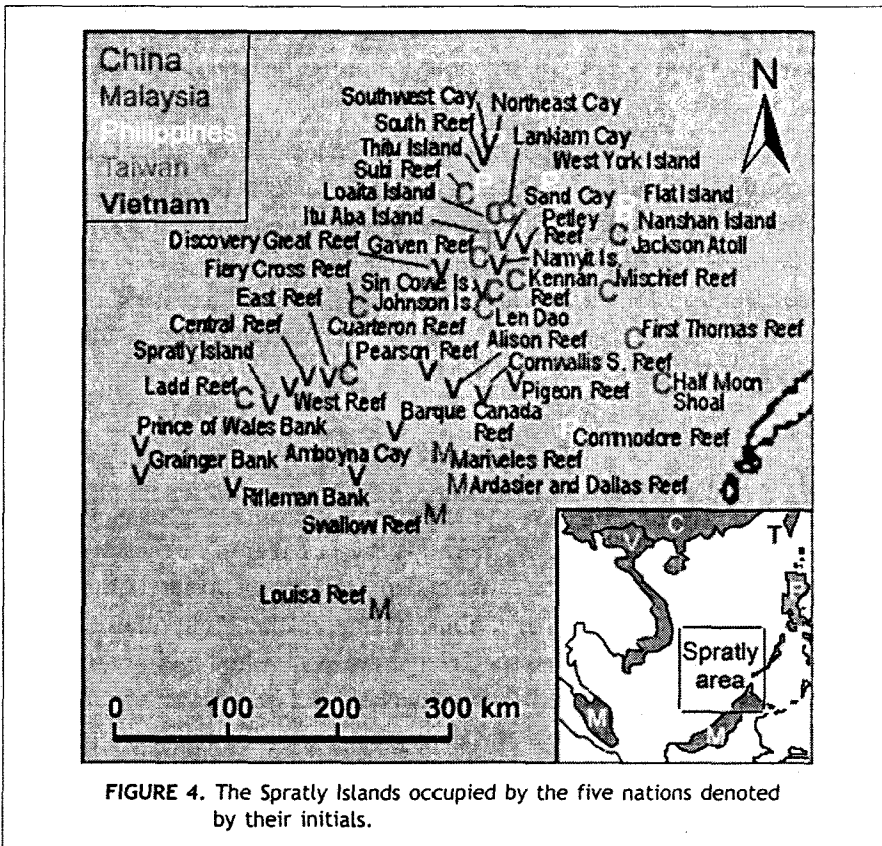 China
Malaysia
Philippines
Taiwan
Vietnam
N
Southwest Cay
Northeast Cay
South Reef
Lankiam Cay
Thitu Island
West York Island
Subi Reef
C
Loaita Island
C C
Sand Cay
Flat Island
Itu Aba Island
Petley
Reef
Nanshan Island
V V
C
Jackson Atoll
Discovery Great Reef
Gaven Reef
C
Namyit Is.
V
V
Fiery Cross Reef
Sin Cowe Is.
V
C
Kennan
Reef
Mischief Reef
C
East Reef
C
Johnson Is.
C
C
Len Dao
Central Reef
Cuarteron Reef
Alison Reef
C
First Thomas Reef
Spratly Island
Pearson Reef
Cornwallis S. Reef
V V C
V
V
V
V
Pigeon Reef
C
Half Moon
Shoal
Ladd Reef
C
V
V
West Reef
Barque Canada
Reef
Prince of Wales Bank
V
V
Commodore Reef
Grainger Bank
V
Amboyna Cay
V
M
Mariveles Reef
V
Rifleman Bank
M
Ardasier and Dallas Reef
Swallow Reef
M
Louisa Reef
M
0 100 200 300 km
C
V
T
Spratly
area
M
M
FIGURE 4. The Spratly Islands occupied by the five nations denoted
by their initials.